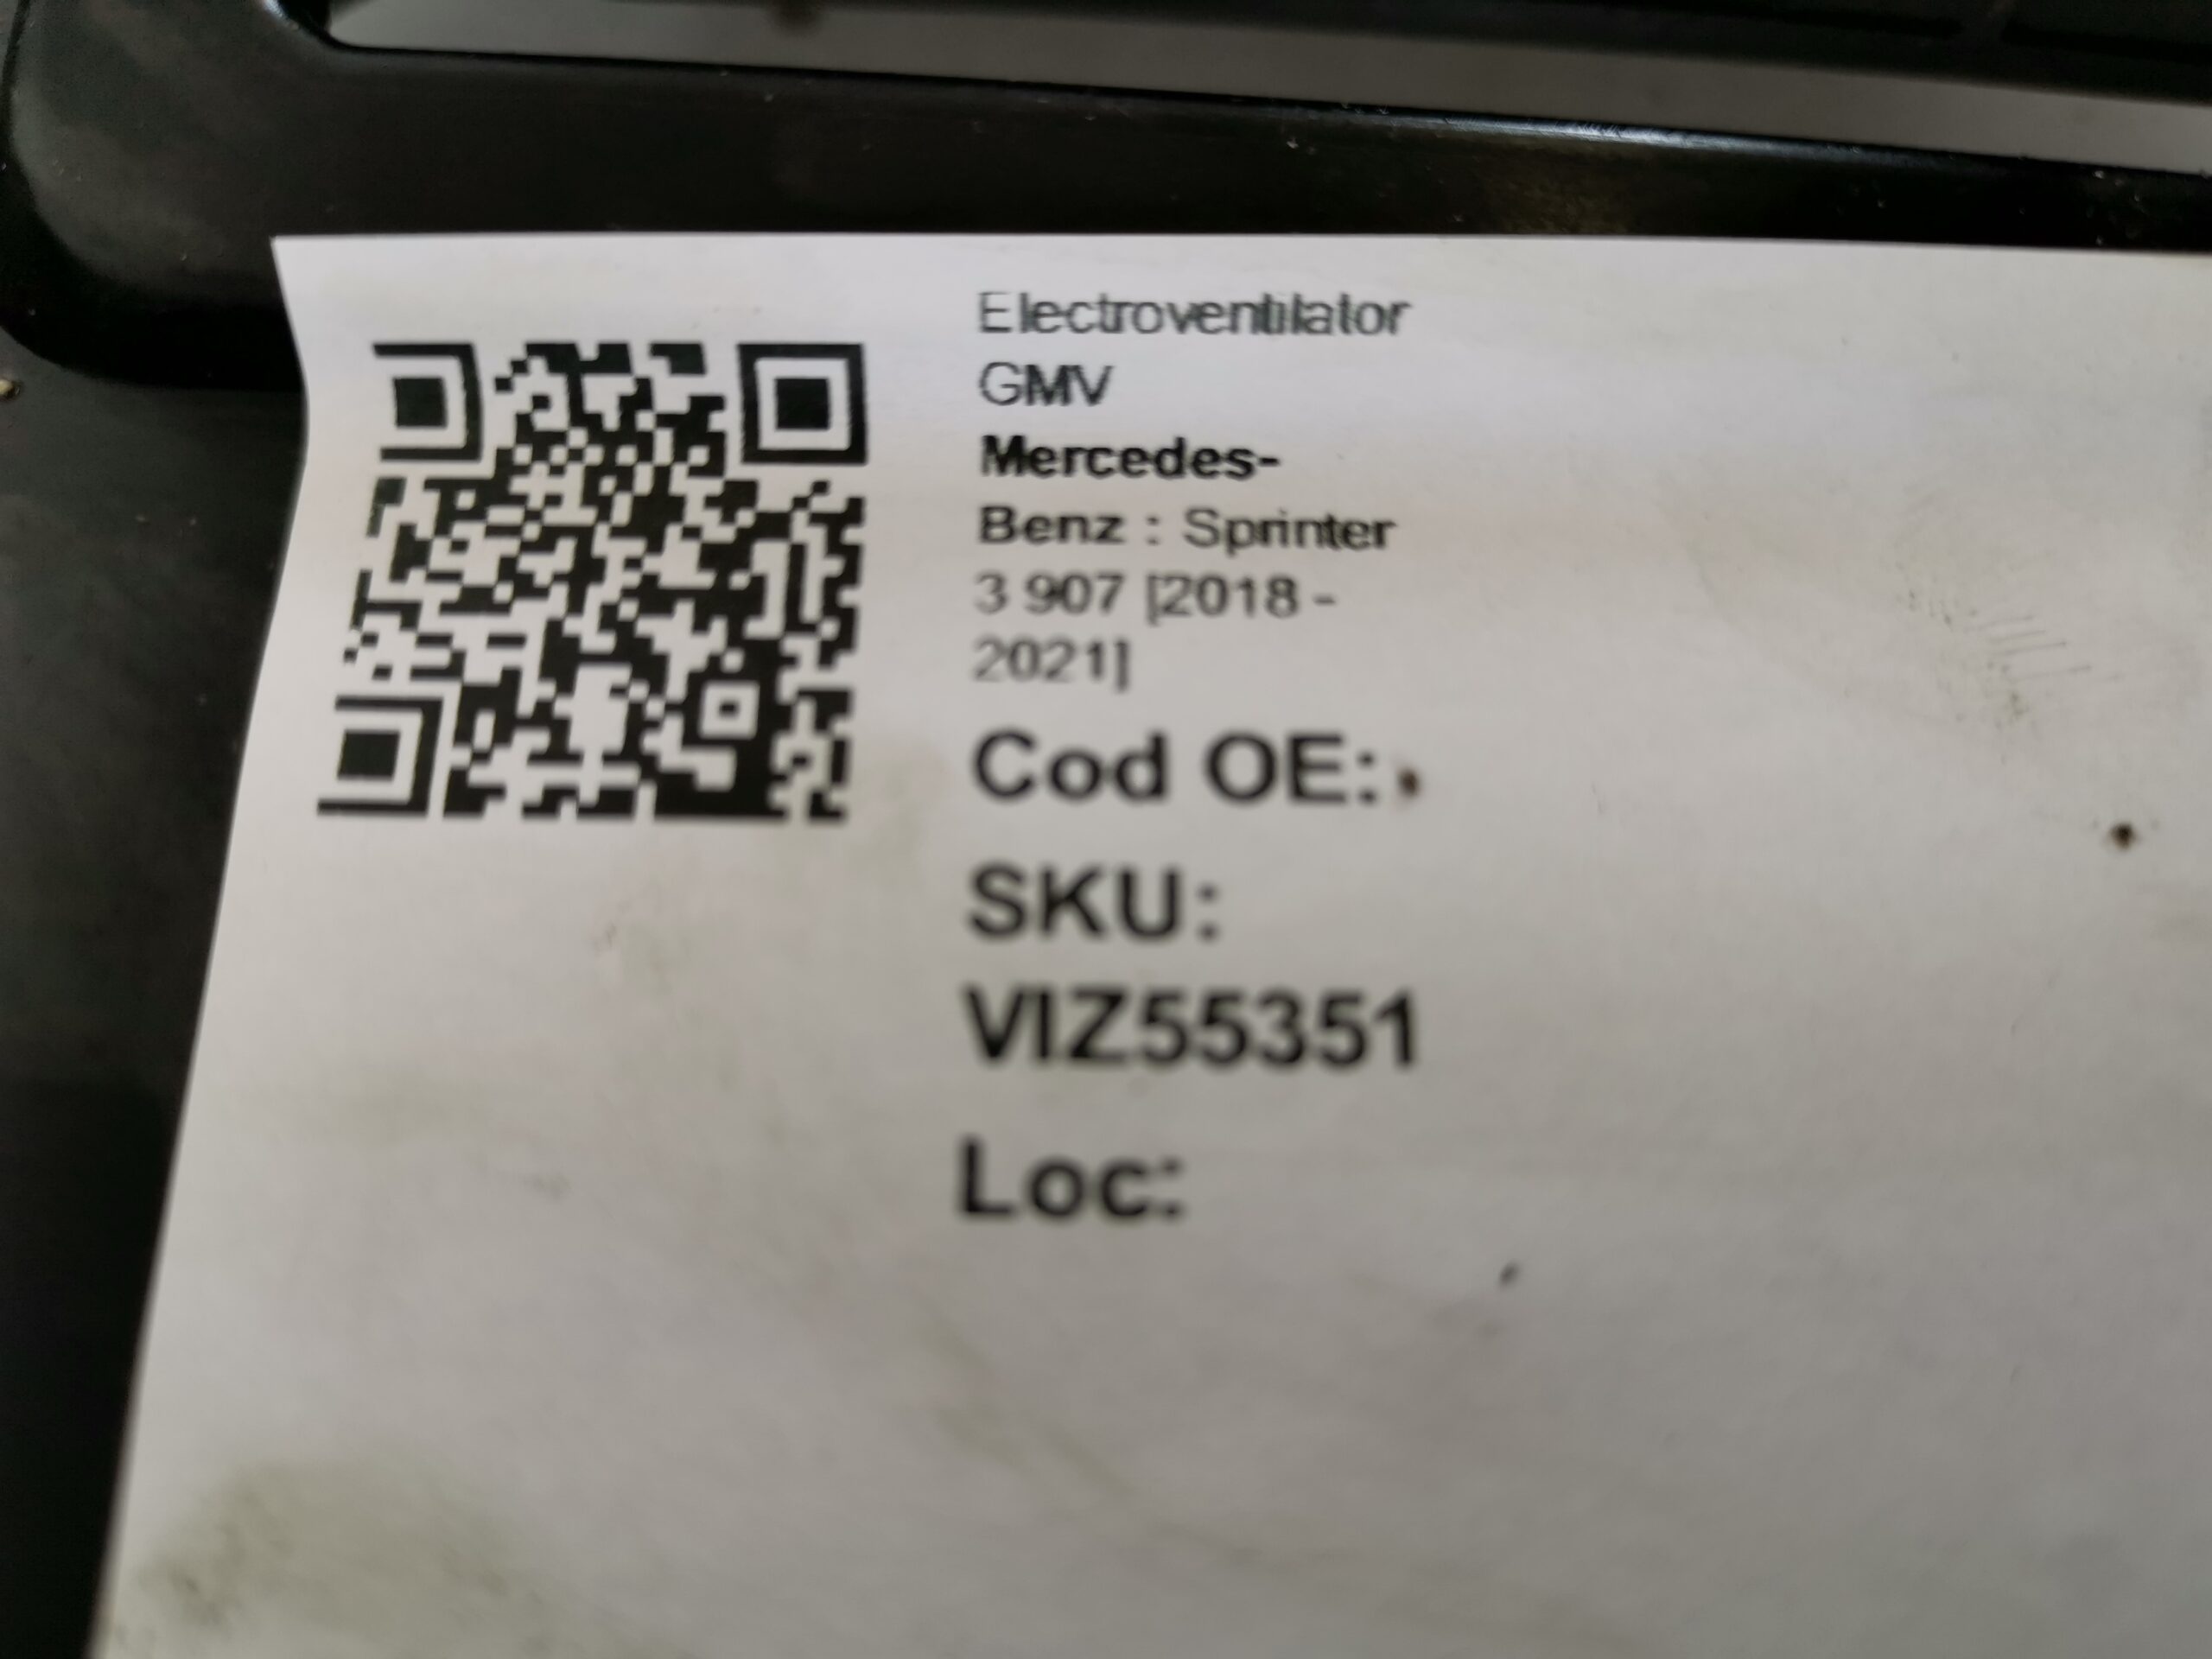 Electroventilator
GMV
Mercedes-
Benz : Sprinter
3 907 [2018 -
2021]
Cod OE:
SKU:
VIZ55351
Loc: